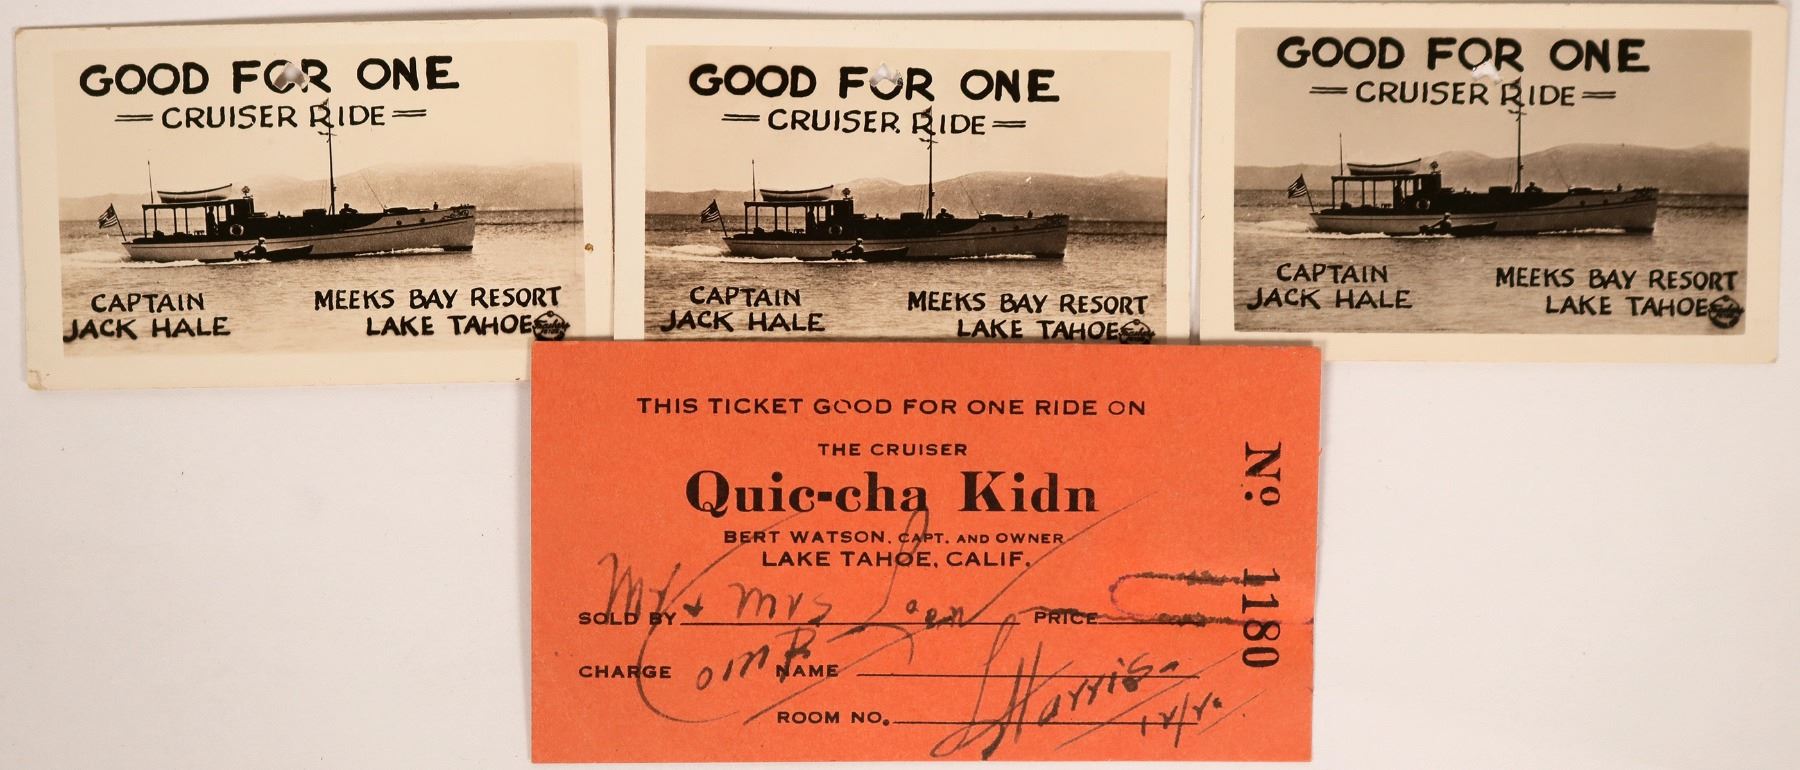 GOOD FOR ONE
CRUISER RIDE
CAPTAIN
JACK HALE
MEEKS BAY RESORT
LAKE TAHOE
GOOD FOR ONE
CRUISER RIDE
CAPTAIN
JACK HALE
MEEKS BAY RESORT
LAKE TAHOE
GOOD FOR ONE
CRUISER RIDE
CAPTAIN
JACK HALE
MEEKS BAY RESORT
LAKE TAHOE
THIS TICKET GOOD FOR ONE RIDE ON
THE CRUISER
Quic-cha Kidn
BERT WATSON, CAPT. AND OWNER
LAKE TAHOE, CALIF.
SOLD BY Mr & Mrs PRICE
CHARGE Comp. NAME
ROOM NO. Harris
No. 1180